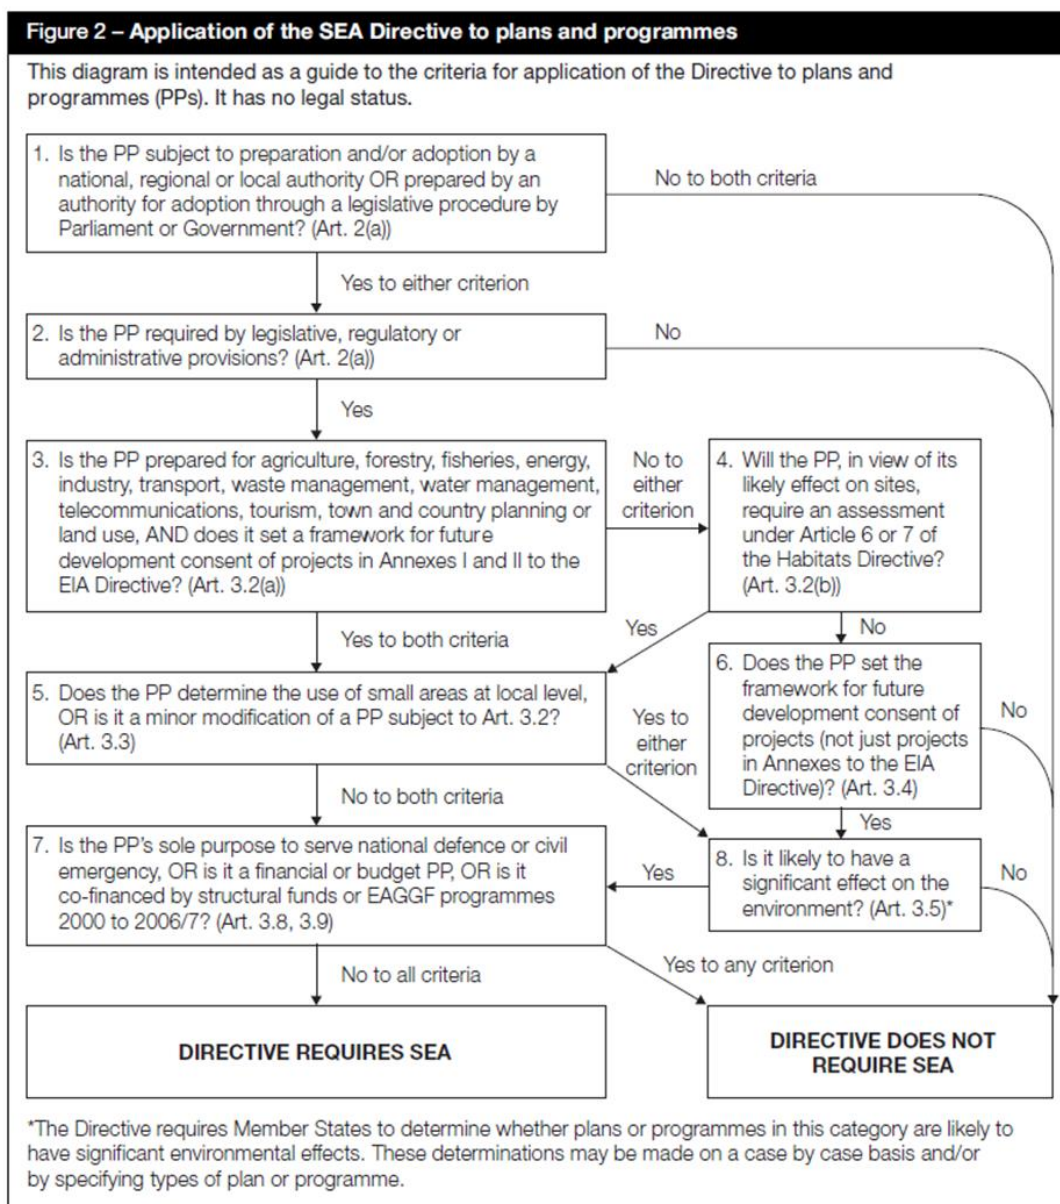 Figure 2 – Application of the SEA Directive to plans and programmes
This diagram is intended as a guide to the criteria for application of the Directive to plans and
programmes (PPs). It has no legal status.
1. Is the PP subject to preparation and/or adoption by a
national, regional or local authority OR prepared by an
authority for adoption through a legislative procedure by
Parliament or Government? (Art. 2(a))
No to both criteria
Yes to either criterion
2. Is the PP required by legislative, regulatory or
administrative provisions? (Art. 2(a))
No
Yes
3. Is the PP prepared for agriculture, forestry, fisheries, energy,
industry, transport, waste management, water management,
telecommunications, tourism, town and country planning or
land use, AND does it set a framework for future
development consent of projects in Annexes I and II to the
EIA Directive? (Art. 3.2(a))
No to
either
criterion
4. Will the PP, in view of its
likely effect on sites,
require an assessment
under Article 6 or 7 of
the Habitats Directive?
(Art. 3.2(b))
Yes to both criteria
Yes
No
5. Does the PP determine the use of small areas at local level,
OR is it a minor modification of a PP subject to Art. 3.2?
(Art. 3.3)
Yes to
either
criterion
6. Does the PP set the
framework for future
development consent of
projects (not just projects
in Annexes to the EIA
Directive)? (Art. 3.4)
No
No to both criteria
Yes
7. Is the PP's sole purpose to serve national defence or civil
emergency, OR is it a financial or budget PP, OR is it
co-financed by structural funds or EAGGF programmes
2000 to 2006/7? (Art. 3.8, 3.9)
Yes
8. Is it likely to have a
significant effect on the
environment? (Art. 3.5)*
No
No to all criteria
Yes to any criterion
DIRECTIVE REQUIRES SEA
DIRECTIVE DOES NOT
REQUIRE SEA
*The Directive requires Member States to determine whether plans or programmes in this category are likely to
have significant environmental effects. These determinations may be made on a case by case basis and/or
by specifying types of plan or programme.